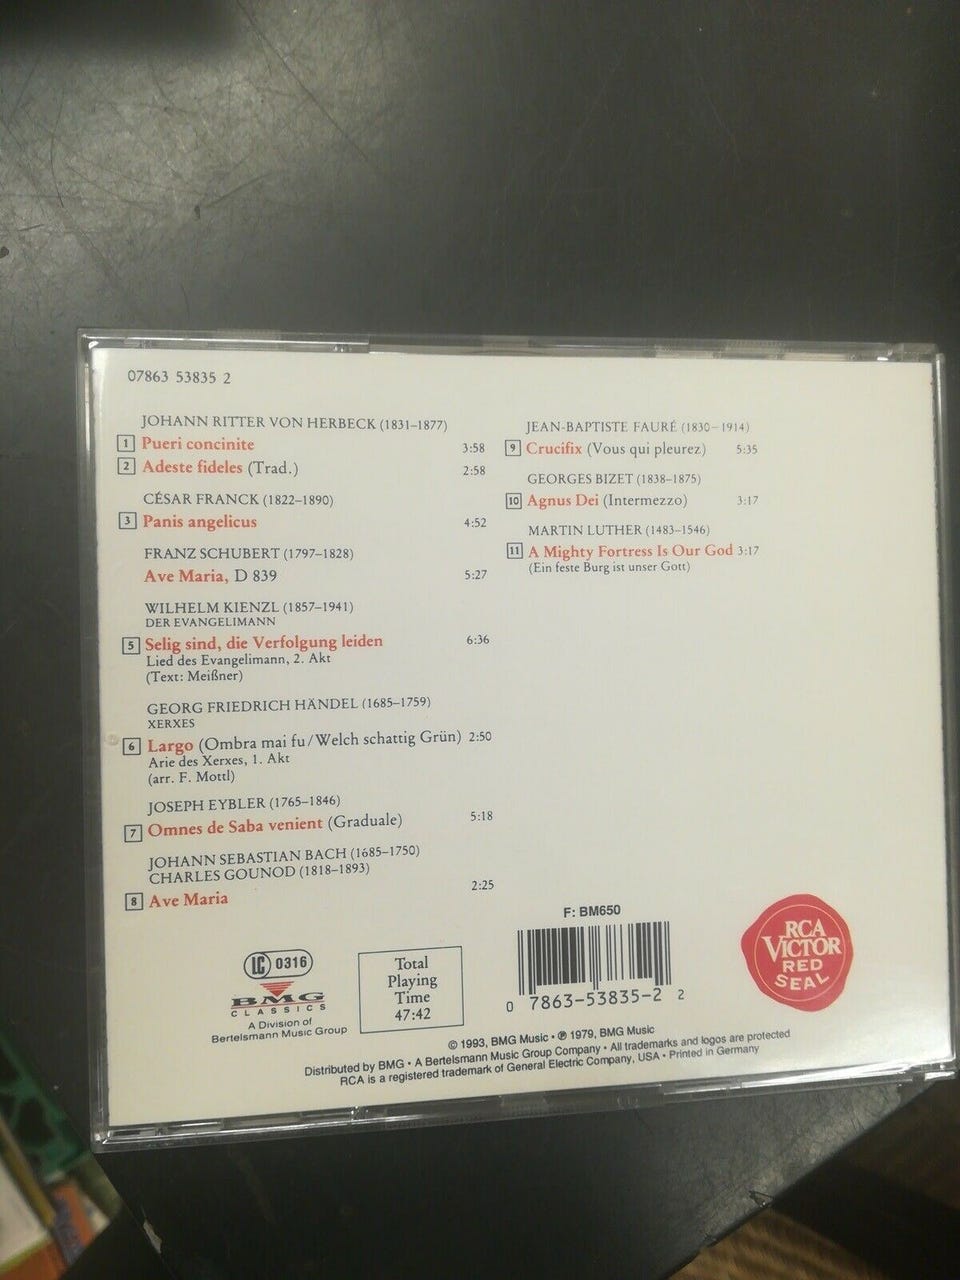 07863 53835 2
JOHANN RITTER VON HERBECK (1831–1877)
1 Pueri concinite 3:58
2 Adeste fideles (Trad.) 2:58
CÉSAR FRANCK (1822–1890)
3 Panis angelicus 4:52
FRANZ SCHUBERT (1797–1828)
Ave Maria, D 839 5:27
WILHELM KIENZL (1857–1941)
DER EVANGELIMANN
5 Selig sind, die Verfolgung leiden 6:36
Lied des Evangelimann, 2. Akt
(Text: Meißner)
GEORG FRIEDRICH HÄNDEL (1685–1759)
XERXES
6 Largo (Ombra mai fu/Welch schattig Grün) 2:50
Arie des Xerxes, 1. Akt
(arr. F. Mottl)
JOSEPH EYBLER (1765–1846)
7 Omnes de Saba venient (Graduale) 5:18
JOHANN SEBASTIAN BACH (1685–1750)
CHARLES GOUNOD (1818–1893)
8 Ave Maria 2:25
JEAN-BAPTISTE FAURÉ (1830–1914)
9 Crucifix (Vous qui pleurez) 5:35
GEORGES BIZET (1838–1875)
10 Agnus Dei (Intermezzo) 3:17
MARTIN LUTHER (1483–1546)
11 A Mighty Fortress Is Our God 3:17
(Ein feste Burg ist unser Gott)
LC 0316
BMG
CLASSICS
A Division of
Bertelsmann Music Group
Total
Playing
Time
47:42
F: BM650
0 7863-53835-2 2
RCA
VICTOR
RED
SEAL
© 1993, BMG Music • ℗ 1979, BMG Music
Distributed by BMG • A Bertelsmann Music Group Company • All trademarks and logos are protected
RCA is a registered trademark of General Electric Company, USA • Printed in Germany